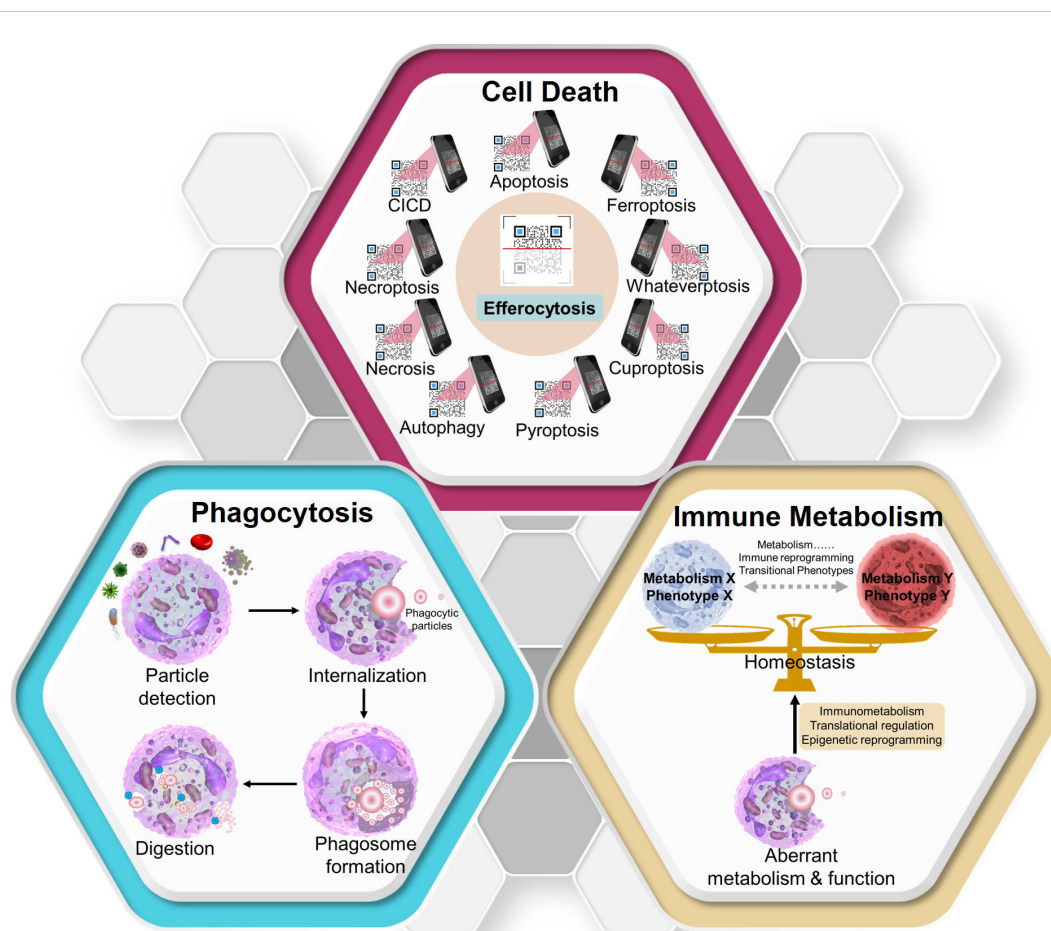 Cell Death
Apoptosis
CICD
Ferroptosis
Necroptosis
Whateverptosis
Efferocytosis
Necrosis
Cuproptosis
Autophagy
Pyroptosis
Phagocytosis
Phagocytic
particles
Particle
detection
Internalization
Digestion
Phagosome
formation
Immune Metabolism
Metabolism......
Immune reprogramming
Transitional Phenotypes
Metabolism X
Phenotype X
Metabolism Y
Phenotype Y
Homeostasis
Immunometabolism
Translational regulation
Epigenetic reprogramming
Aberrant
metabolism & function